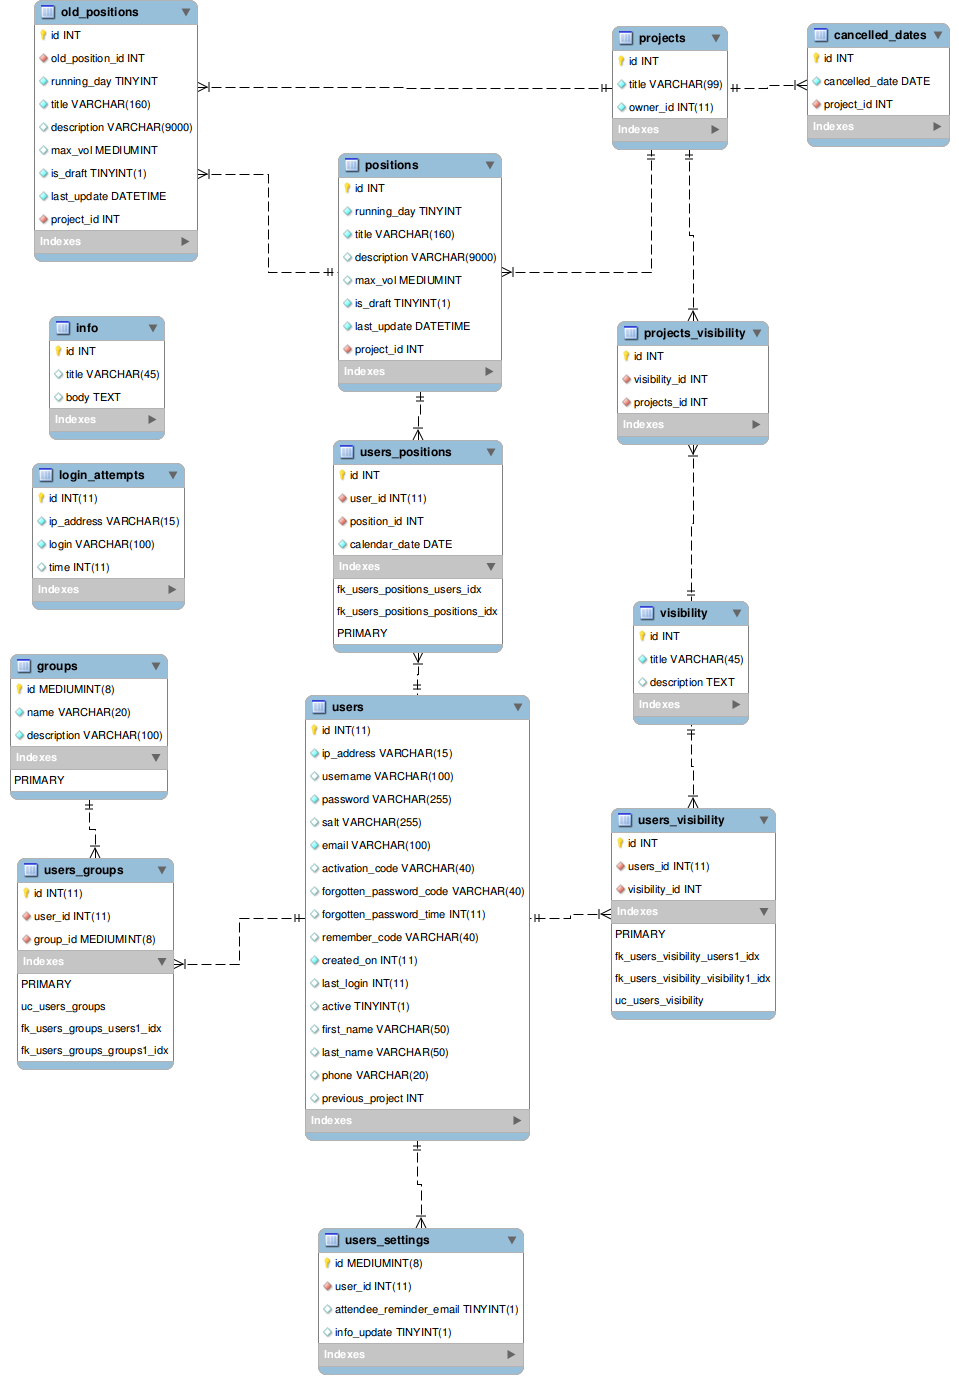 old_positions
id INT
old_position_id INT
running_day TINYINT
title VARCHAR(160)
description VARCHAR(9000)
max_vol MEDIUMINT
is_draft TINYINT(1)
last_update DATETIME
project_id INT
Indexes
projects
id INT
title VARCHAR(99)
owner_id INT(11)
Indexes
cancelled_dates
id INT
cancelled_date DATE
project_id INT
Indexes
positions
id INT
running_day TINYINT
title VARCHAR(160)
description VARCHAR(9000)
max_vol MEDIUMINT
is_draft TINYINT(1)
last_update DATETIME
project_id INT
Indexes
info
id INT
title VARCHAR(45)
body TEXT
Indexes
projects_visibility
id INT
visibility_id INT
projects_id INT
Indexes
login_attempts
id INT(11)
ip_address VARCHAR(15)
login VARCHAR(100)
time INT(11)
Indexes
users_positions
id INT
user_id INT(11)
position_id INT
calendar_date DATE
Indexes
fk_users_positions_users_idx
fk_users_positions_positions_idx
PRIMARY
visibility
id INT
title VARCHAR(45)
description TEXT
Indexes
groups
id MEDIUMINT(8)
name VARCHAR(20)
description VARCHAR(100)
Indexes
PRIMARY
users
id INT(11)
ip_address VARCHAR(15)
username VARCHAR(100)
password VARCHAR(255)
salt VARCHAR(255)
email VARCHAR(100)
activation_code VARCHAR(40)
forgotten_password_code VARCHAR(40)
forgotten_password_time INT(11)
remember_code VARCHAR(40)
created_on INT(11)
last_login INT(11)
active TINYINT(1)
first_name VARCHAR(50)
last_name VARCHAR(50)
phone VARCHAR(20)
previous_project INT
Indexes
users_visibility
id INT
users_id INT(11)
visibility_id INT
Indexes
PRIMARY
fk_users_visibility_users1_idx
fk_users_visibility_visibility1_idx
uc_users_visibility
users_groups
id INT(11)
user_id INT(11)
group_id MEDIUMINT(8)
Indexes
PRIMARY
uc_users_groups
fk_users_groups_users1_idx
fk_users_groups_groups1_idx
users_settings
id MEDIUMINT(8)
user_id INT(11)
attendee_reminder_email TINYINT(1)
info_update TINYINT(1)
Indexes